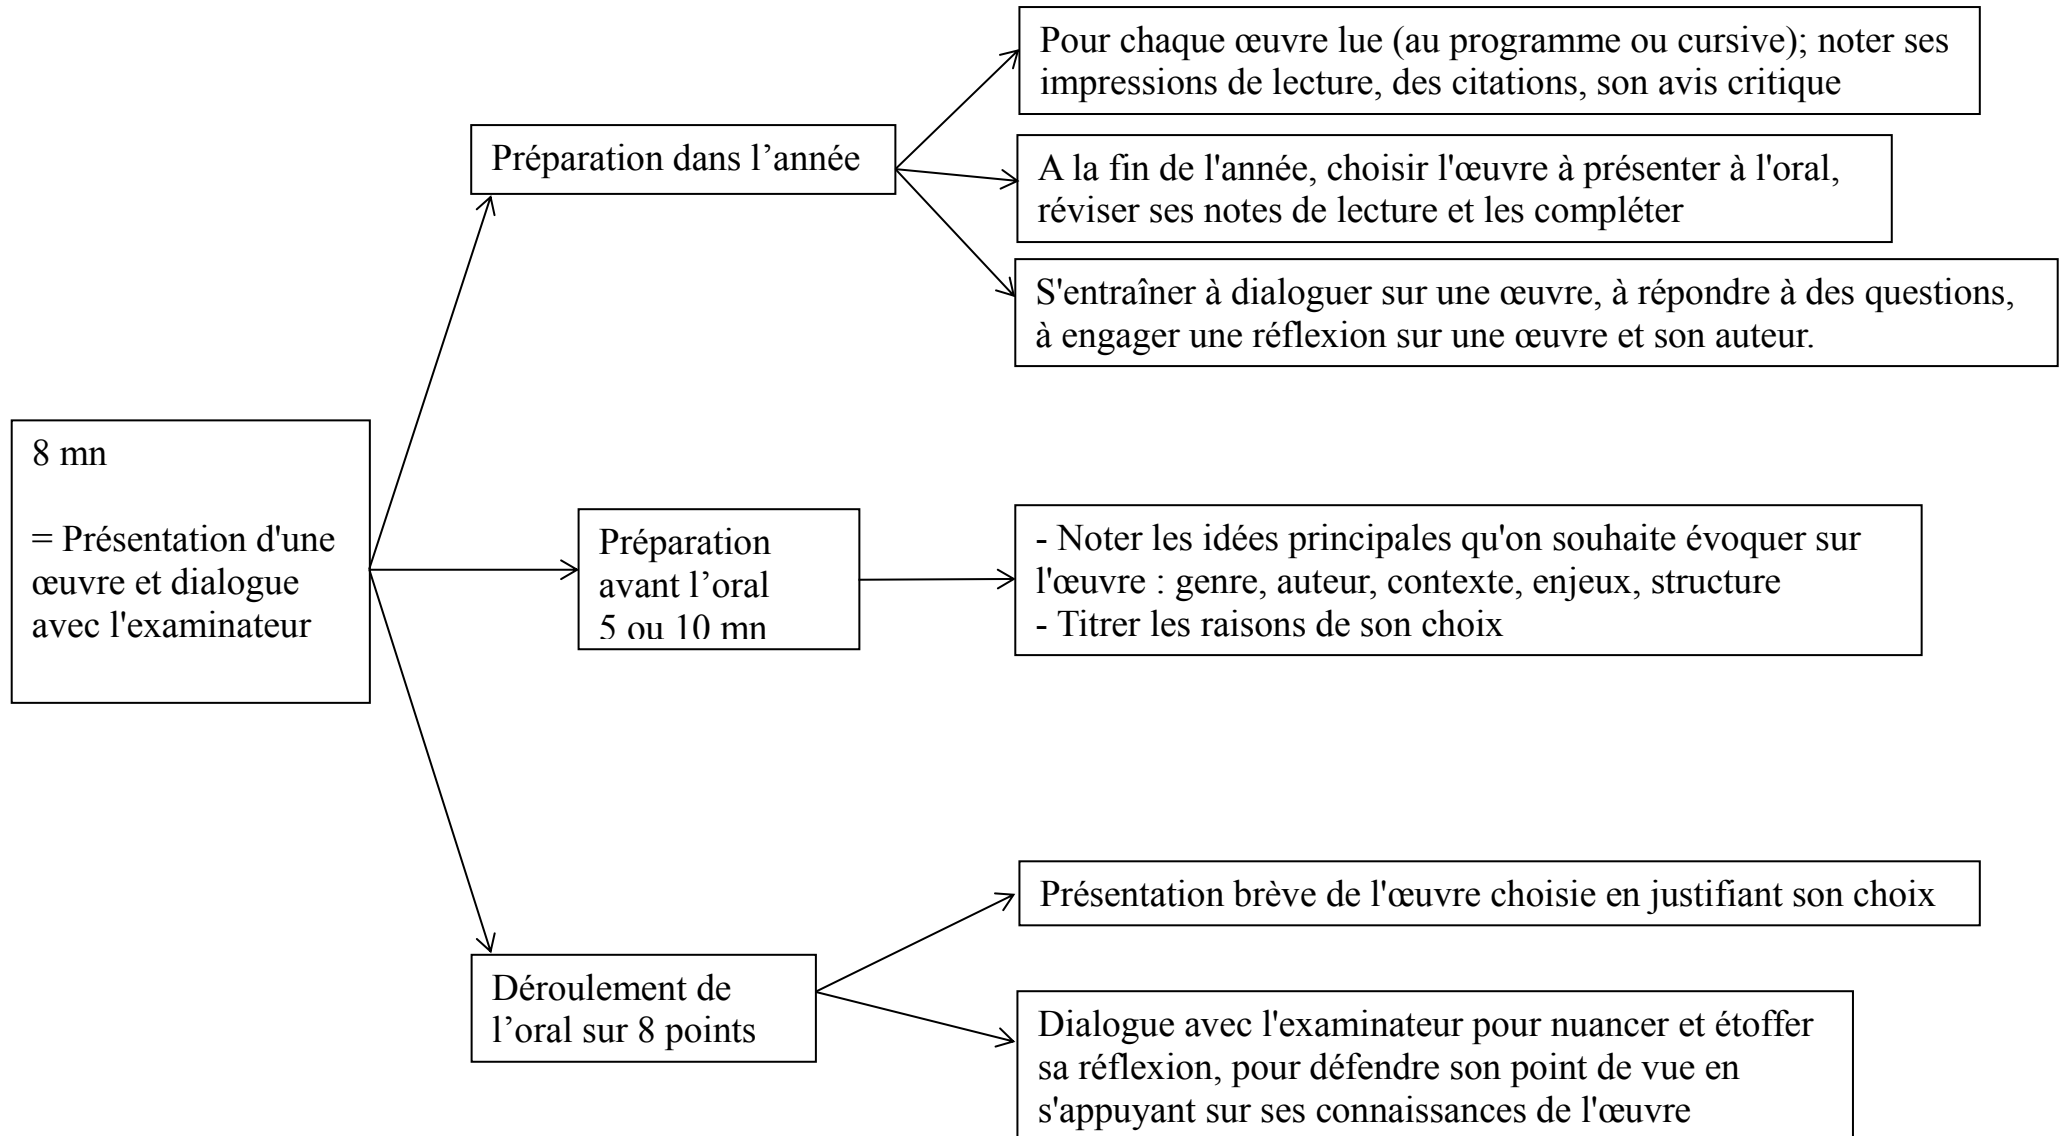 Pour chaque œuvre lue (au programme ou cursive); noter ses
impressions de lecture, des citations, son avis critique
Préparation dans l’année
A la fin de l'année, choisir l'œuvre à présenter à l'oral,
réviser ses notes de lecture et les compléter
S'entraîner à dialoguer sur une œuvre, à répondre à des questions,
à engager une réflexion sur une œuvre et son auteur.
8 mn
= Présentation d'une
œuvre et dialogue
avec l'examinateur
Préparation
avant l’oral
5 ou 10 mn
- Noter les idées principales qu'on souhaite évoquer sur
l'œuvre : genre, auteur, contexte, enjeux, structure
- Titrer les raisons de son choix
Déroulement de
l’oral sur 8 points
Présentation brève de l'œuvre choisie en justifiant son choix
Dialogue avec l'examinateur pour nuancer et étoffer
sa réflexion, pour défendre son point de vue en
s'appuyant sur ses connaissances de l'œuvre